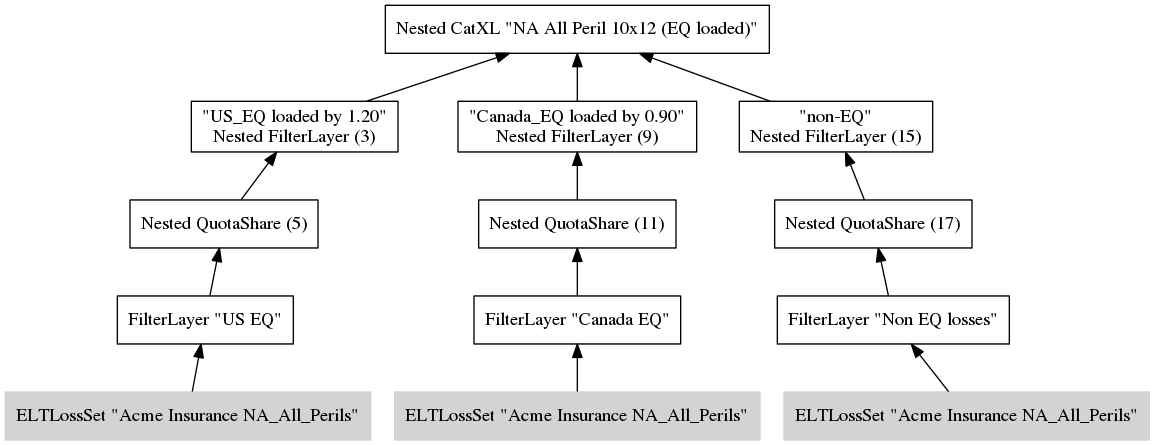 Nested CatXL "NA All Peril 10x12 (EQ loaded)"
"US_EQ loaded by 1.20"
Nested FilterLayer (3)
"Canada_EQ loaded by 0.90"
Nested FilterLayer (9)
"non-EQ"
Nested FilterLayer (15)
Nested QuotaShare (5)
Nested QuotaShare (11)
Nested QuotaShare (17)
FilterLayer "US EQ"
FilterLayer "Canada EQ"
FilterLayer "Non EQ losses"
ELTLossSet "Acme Insurance NA_All_Perils"
ELTLossSet "Acme Insurance NA_All_Perils"
ELTLossSet "Acme Insurance NA_All_Perils"